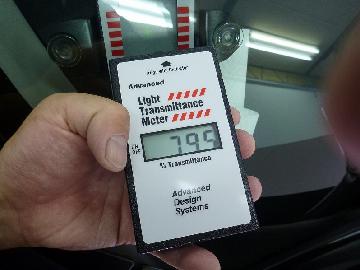 Advanced
Light
Transmittance
Meter
79.5
% Transmittance
Advanced
Design
Systems